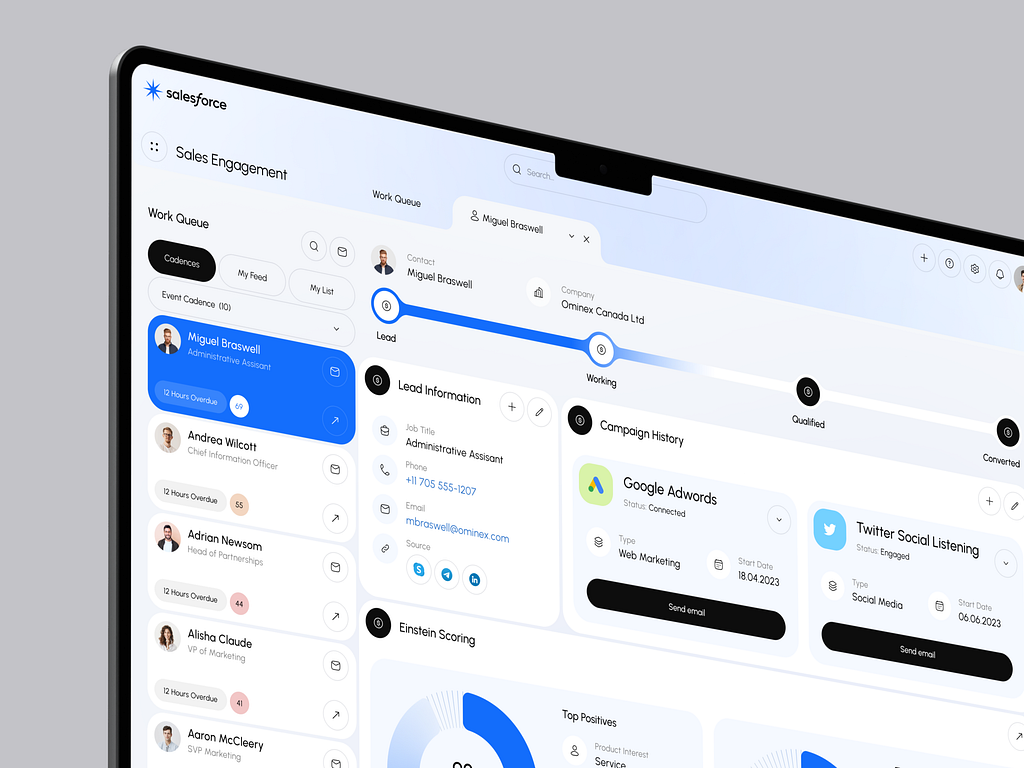 salesforce
Sales Engagement
Search..
Work Queue
Miguel Braswell
Work Queue
Cadences
My Feed
My List
Event Cadence (10)
Miguel Braswell
Administrative Assisant
12 Hours Overdue
69
Andrea Wilcott
Chief Information Officer
12 Hours Overdue
55
Adrian Newsom
Head of Partnerships
12 Hours Overdue
44
Alisha Claude
VP of Marketing
12 Hours Overdue
41
Aaron McCleery
SVP Marketing
Contact
Miguel Braswell
Company
Ominex Canada Ltd
Lead
Working
Qualified
Converted
Lead Information
Job Title
Administrative Assisant
Phone
+11 705 555-1207
Email
mbraswell@ominex.com
Source
Campaign History
Google Adwords
Status: Connected
Type
Web Marketing
Start Date
18.04.2023
Send email
Twitter Social Listening
Status: Engaged
Type
Social Media
Start Date
06.06.2023
Send email
Einstein Scoring
Top Positives
Product Interest
Service